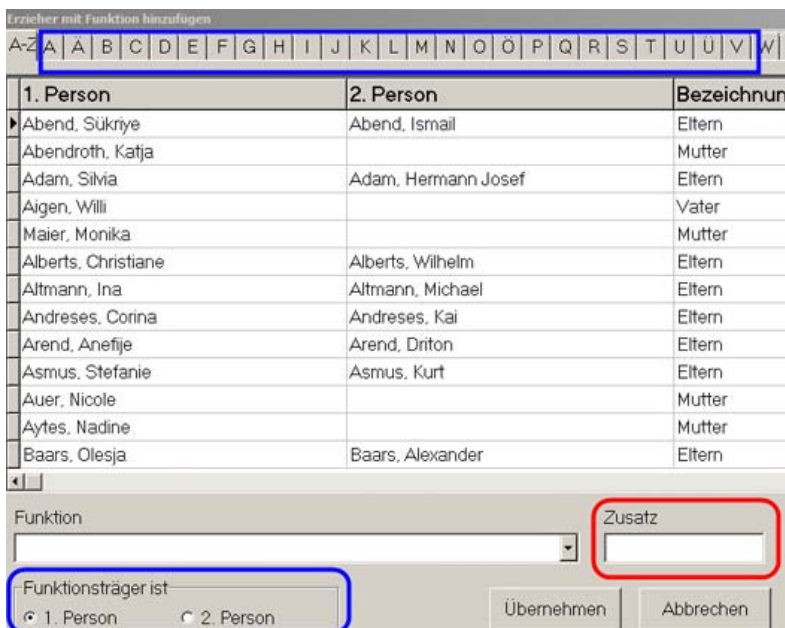 Erzieher mit Funktion hinzufügen
A-Z A Ä B C D E F G H I J K L M N O Ö P Q R S T U Ü V W
1. Person 2. Person Bezeichnun
Abend, Sükriye Abend, Ismail Eltern
Abendroth, Katja Mutter
Adam, Silvia Adam, Hermann Josef Eltern
Aigen, Willi Vater
Maier, Monika Mutter
Alberts, Christiane Alberts, Wilhelm Eltern
Altmann, Ina Altmann, Michael Eltern
Andreses, Corina Andreses, Kai Eltern
Arend, Anefije Arend, Driton Eltern
Asmus, Stefanie Asmus, Kurt Eltern
Auer, Nicole Mutter
Aytes, Nadine Mutter
Baars, Olesja Baars, Alexander Eltern
Funktion Zusatz
Funktionsträger ist
1. Person 2. Person Übernehmen Abbrechen